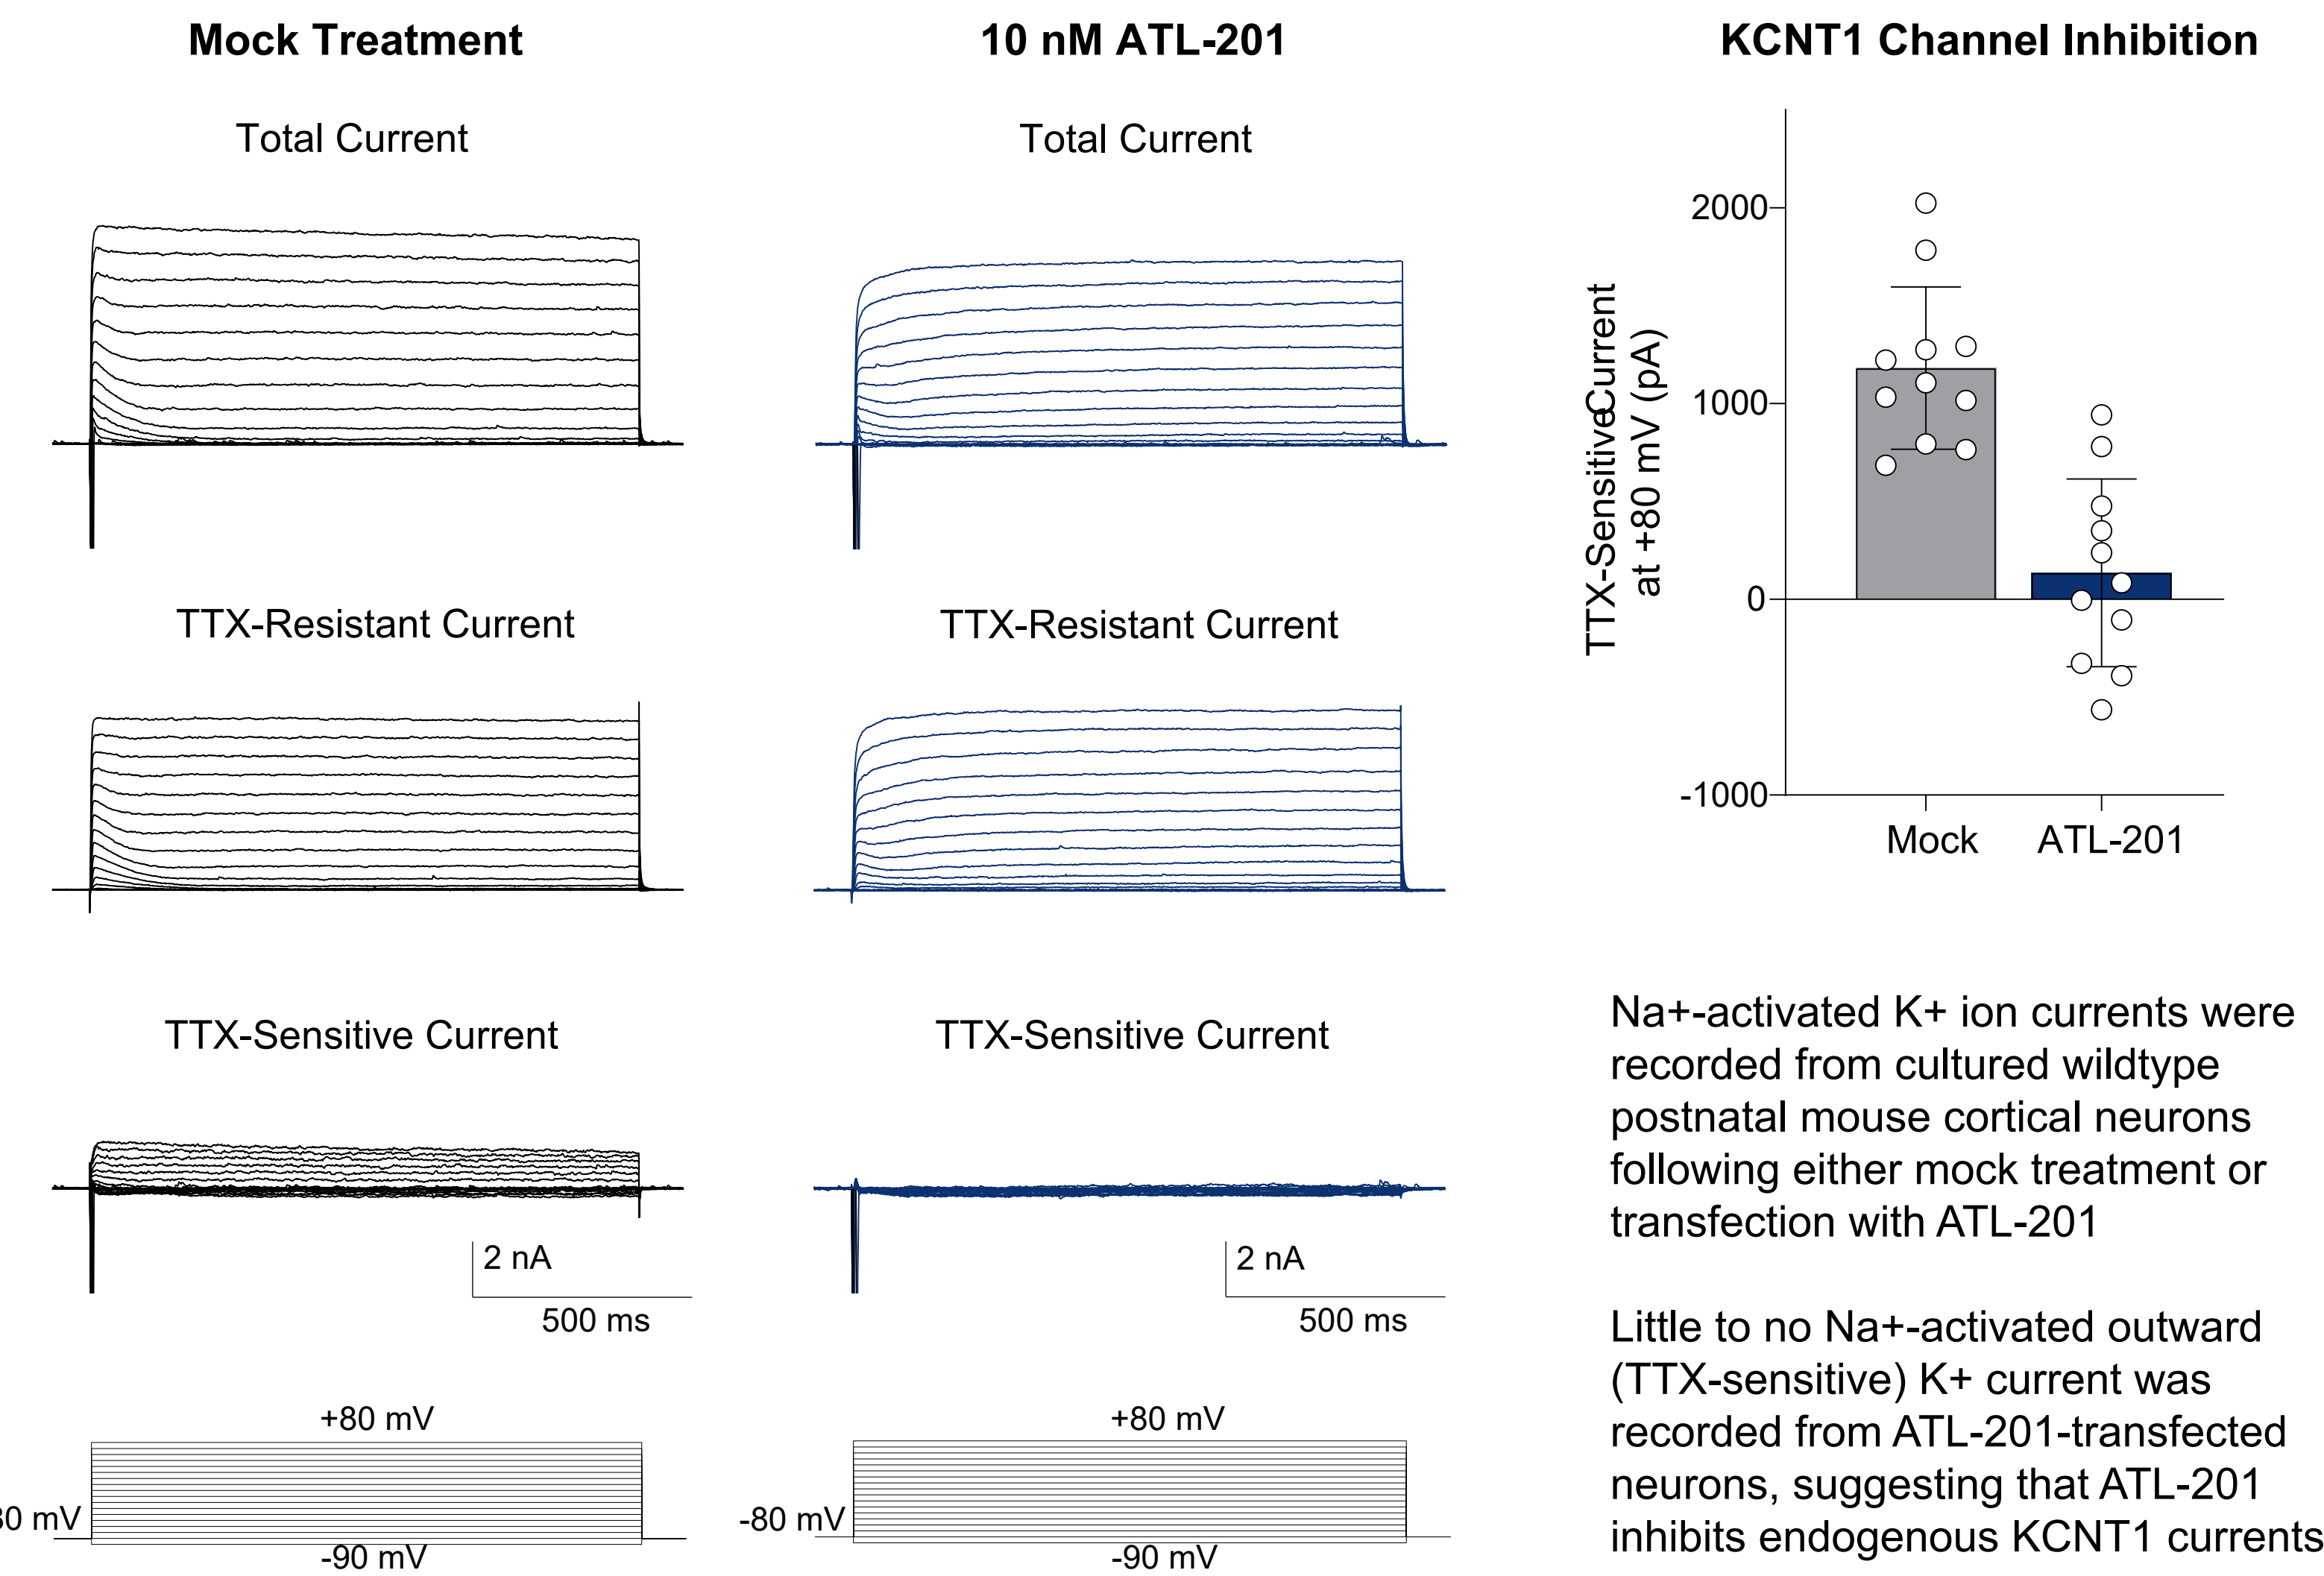 Mock Treatment
10 nM ATL-201
KCNT1 Channel Inhibition
Total Current
Total Current
2000
1000
0
-1000
TTX-Sensitive Current
at +80 mV (pA)
Mock
ATL-201
TTX-Resistant Current
TTX-Resistant Current
TTX-Sensitive Current
TTX-Sensitive Current
2 nA
500 ms
2 nA
500 ms
+80 mV
0 mV
-90 mV
+80 mV
-80 mV
-90 mV
Na+-activated K+ ion currents were
recorded from cultured wildtype
postnatal mouse cortical neurons
following either mock treatment or
transfection with ATL-201
Little to no Na+-activated outward
(TTX-sensitive) K+ current was
recorded from ATL-201-transfected
neurons, suggesting that ATL-201
inhibits endogenous KCNT1 currents